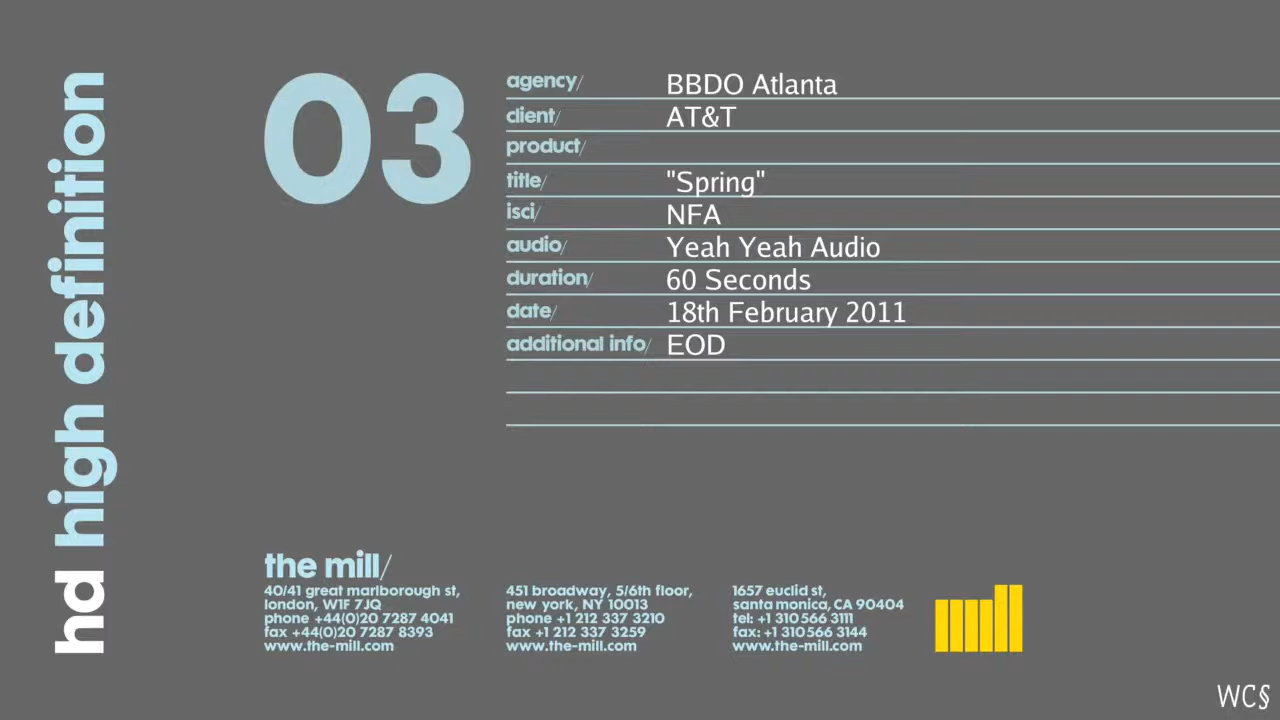 hd high definition
03
agency/ BBDO Atlanta
client/ AT&T
product/
title/ "Spring"
isci/ NFA
audio/ Yeah Yeah Audio
duration/ 60 Seconds
date/ 18th February 2011
additional info/ EOD
the mill/
40/41 great marlborough st,
london, W1F 7JQ
phone +44(0)20 7287 4041
fax +44(0)20 7287 8393
www.the-mill.com
451 broadway, 5/6th floor,
new york, NY 10013
phone +1 212 337 3210
fax +1 212 337 3259
www.the-mill.com
1657 euclid st,
santa monica, CA 90404
tel: +1 310 566 3111
fax: +1 310 566 3144
www.the-mill.com
WC§